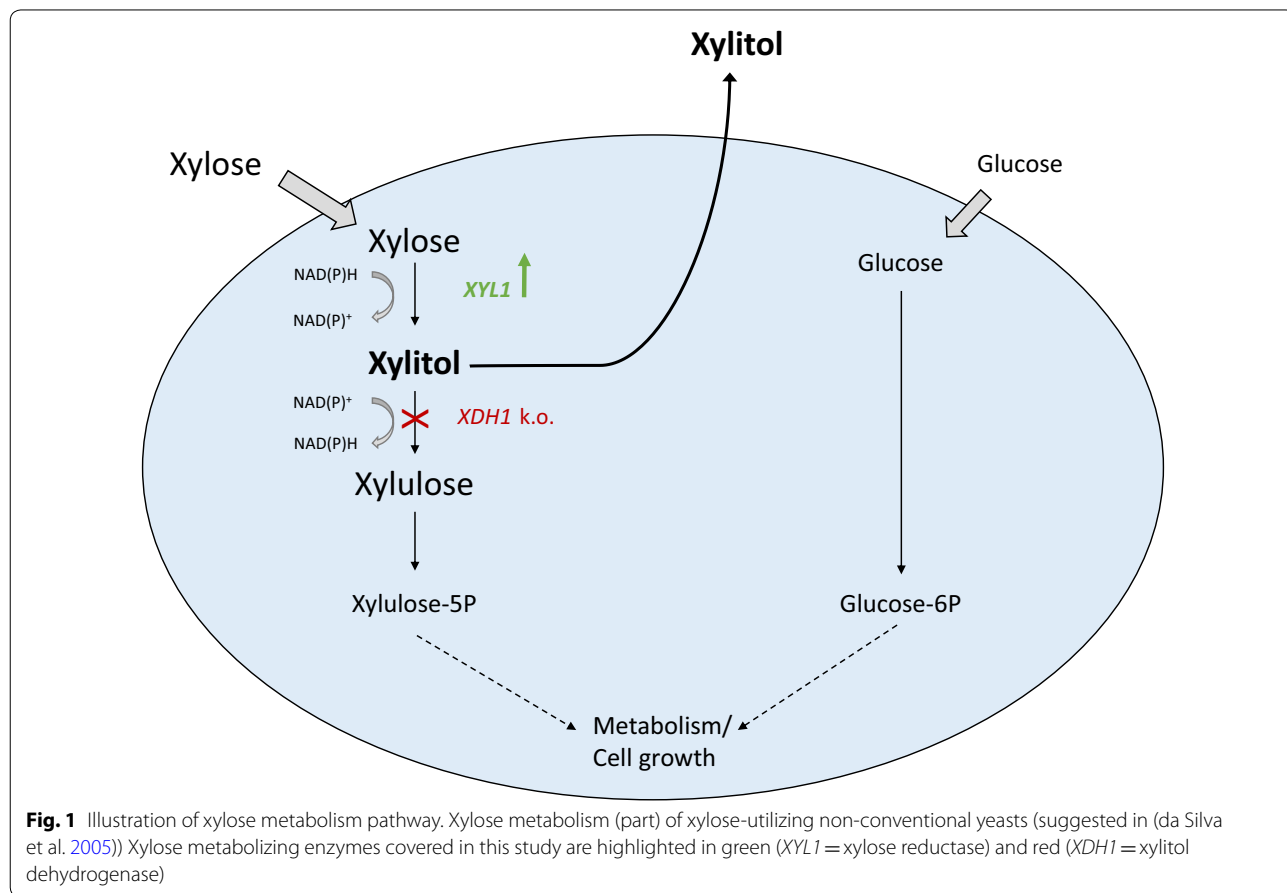 Xylitol
Xylose
Glucose
Xylose
NAD(P)H
XYL1
NAD(P)⁺
Glucose
Xylitol
NAD(P)⁺
XDH1 k.o.
NAD(P)H
Xylulose
Xylulose-5P
Glucose-6P
Metabolism/
Cell growth
Fig. 1 Illustration of xylose metabolism pathway. Xylose metabolism (part) of xylose-utilizing non-conventional yeasts (suggested in (da Silva
et al. 2005)) Xylose metabolizing enzymes covered in this study are highlighted in green (XYL1 = xylose reductase) and red (XDH1 = xylitol
dehydrogenase)